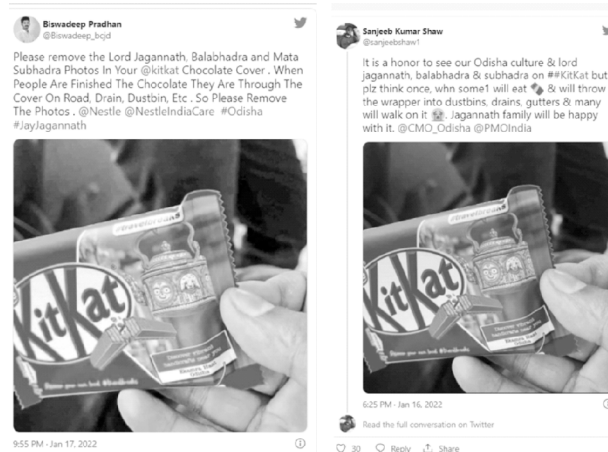 Biswadeep Pradhan
@Biswadeep_bcjd
Please remove the Lord Jagannath, Balabhadra and Mata
Subhadra Photos In Your @kitkat Chocolate Cover . When
People Are Finished The Chocolate They Are Through The
Cover On Road, Drain, Dustbin, Etc . So Please Remove
The Photos . @Nestle @NestleIndiaCare #Odisha
#JayJagannath
#travelbreaks
KitKat
9:55 PM · Jan 17, 2022
Sanjeeb Kumar Shaw
@sanjeebshaw1
It is a honor to see our Odisha culture & lord
jagannath, balabhadra & subhadra on ##KitKat but
plz think once, whn some1 will eat 🍫 & will throw
the wrapper into dustbins, drains, gutters & many
will walk on it. Jagannath family will be happy
with it. @CMO_Odisha @PMOIndia
#travelbreaks
KitKat
6:25 PM · Jan 16, 2022
Read the full conversation on Twitter
30 Reply Share